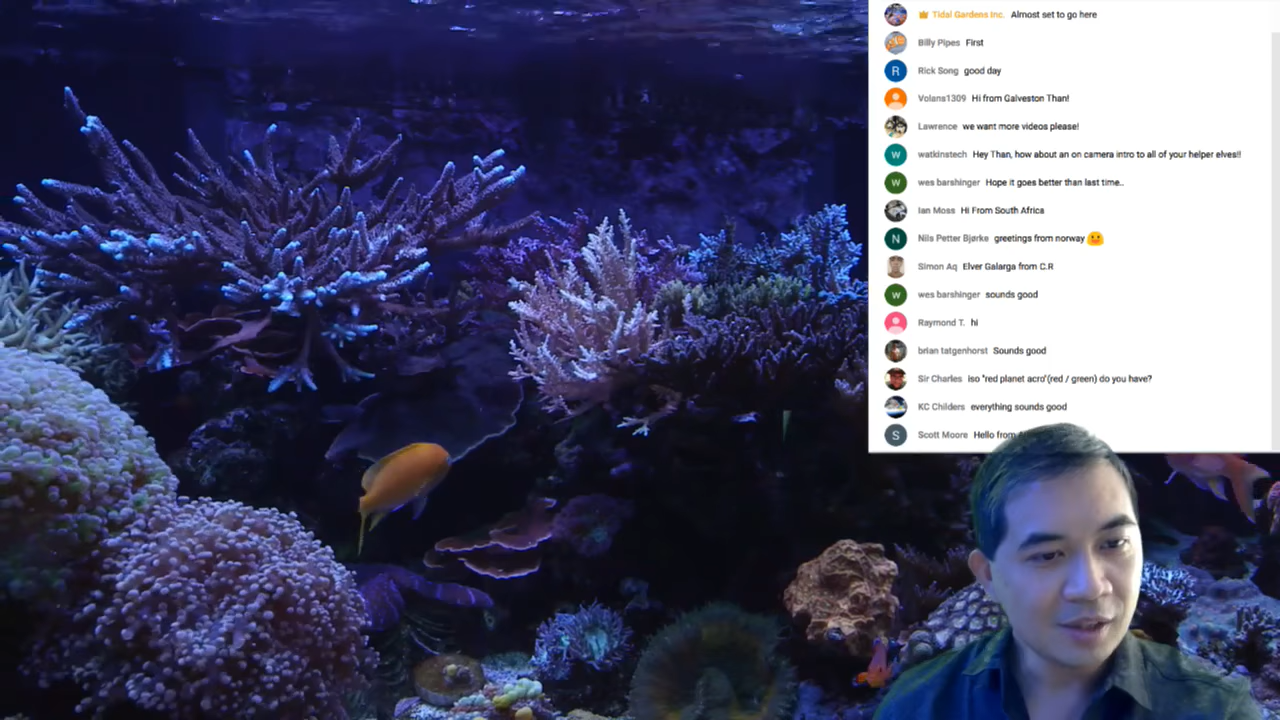 Tidal Gardens Inc. Almost set to go here
Billy Pipes First
R Rick Song good day
Volans1309 Hi from Galveston Than!
Lawrence we want more videos please!
W watkinstech Hey Than, how about an on camera intro to all of your helper elves!!
W wes barshinger Hope it goes better than last time..
Ian Moss Hi From South Africa
N Nils Petter Bjørke greetings from norway
Simon Aq Elver Galarga from C.R
W wes barshinger sounds good
Raymond T. hi
brian tatgenhorst Sounds good
Sir Charles iso "red planet acro"(red / green) do you have?
KC Childers everything sounds good
S Scott Moore Hello from